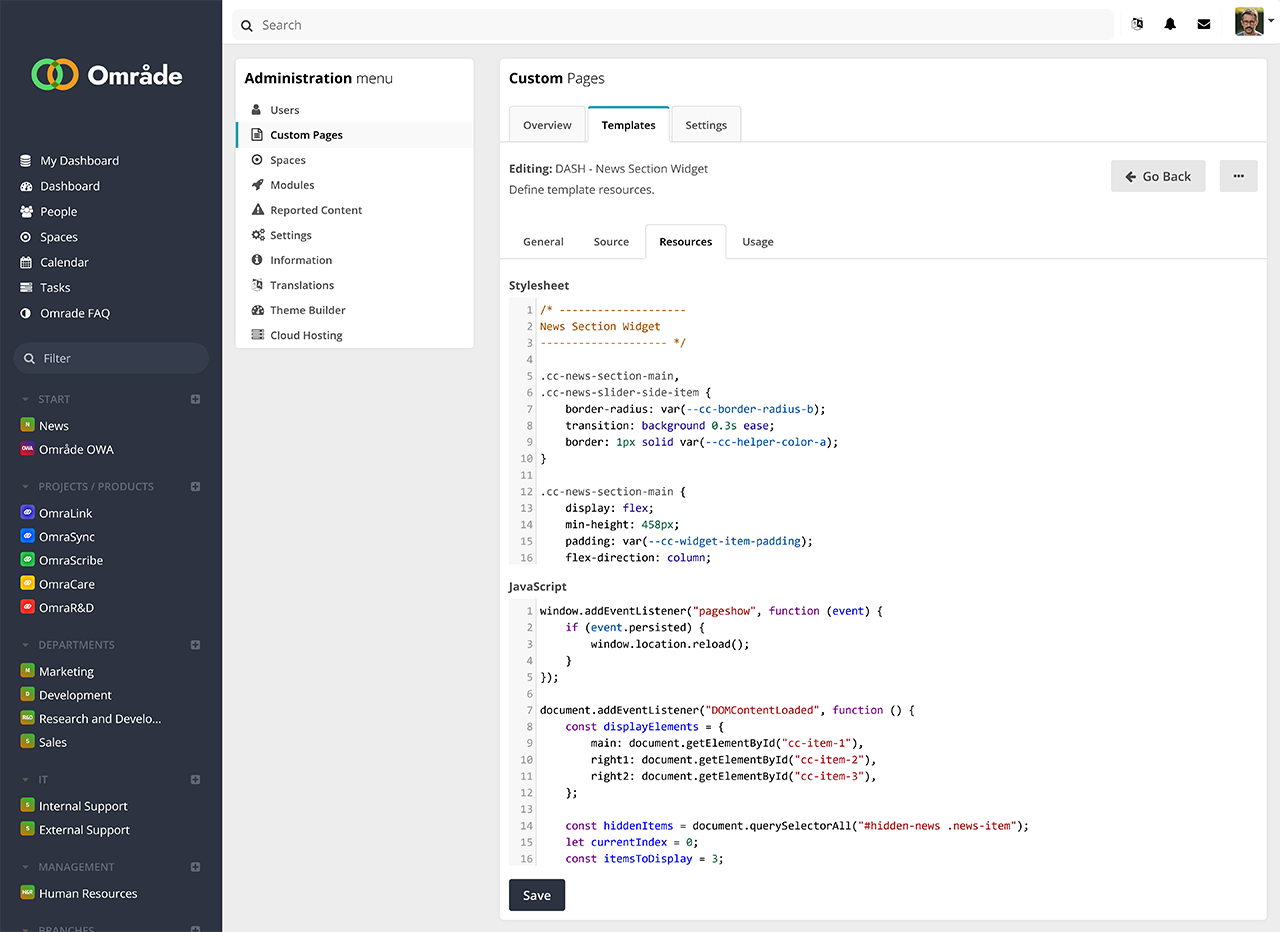 Område
Search
My Dashboard
Dashboard
People
Spaces
Calendar
Tasks
Omrade FAQ
Filter
START
N News
OWA Område OWA
PROJECTS / PRODUCTS
OmraLink
OmraSync
OmraScribe
OmraCare
OmraR&D
DEPARTMENTS
Marketing
D Development
R&D Research and Develo...
S Sales
IT
S Internal Support
S External Support
MANAGEMENT
Human Resources
BRANCHES
Administration menu
Users
Custom Pages
Spaces
Modules
Reported Content
Settings
Information
Translations
Theme Builder
Cloud Hosting
Custom Pages
Overview Templates Settings
Editing: DASH - News Section Widget
Define template resources.
Go Back
General Source Resources Usage
Stylesheet
1 /* --------------------
2 News Section Widget
3 -------------------- */
4
5 .cc-news-section-main,
6 .cc-news-slider-side-item {
7 border-radius: var(--cc-border-radius-b);
8 transition: background 0.3s ease;
9 border: 1px solid var(--cc-helper-color-a);
10 }
11
12 .cc-news-section-main {
13 display: flex;
14 min-height: 458px;
15 padding: var(--cc-widget-item-padding);
16 flex-direction: column;
JavaScript
1 window.addEventListener("pageshow", function (event) {
2 if (event.persisted) {
3 window.location.reload();
4 }
5 });
6
7 document.addEventListener("DOMContentLoaded", function () {
8 const displayElements = {
9 main: document.getElementById("cc-item-1"),
10 right1: document.getElementById("cc-item-2"),
11 right2: document.getElementById("cc-item-3"),
12 };
13
14 const hiddenItems = document.querySelectorAll("#hidden-news .news-item");
15 let currentIndex = 0;
16 const itemsToDisplay = 3;
Save